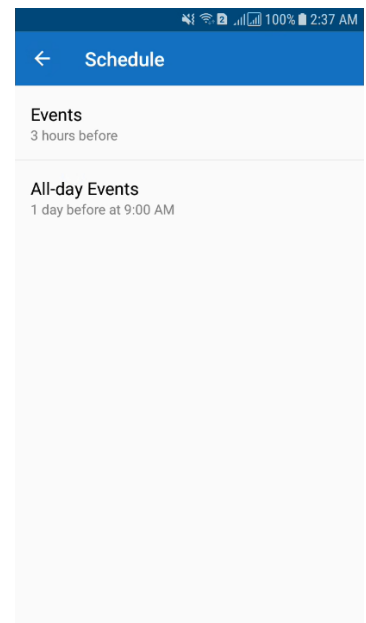 2 100% 2:37 AM
Schedule
Events
3 hours before
All-day Events
1 day before at 9:00 AM